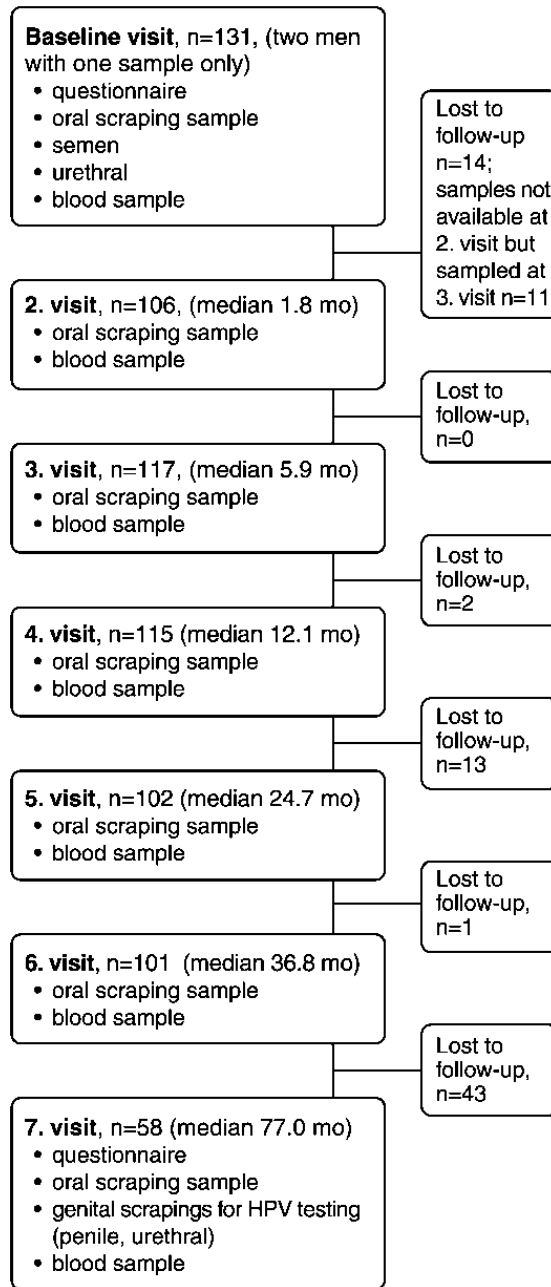 Baseline visit, n=131, (two men
with one sample only)
• questionnaire
• oral scraping sample
• semen
• urethral
• blood sample
Lost to
follow-up
n=14;
samples not
available at
2. visit but
sampled at
3. visit n=11
2. visit, n=106, (median 1.8 mo)
• oral scraping sample
• blood sample
Lost to
follow-up,
n=0
3. visit, n=117, (median 5.9 mo)
• oral scraping sample
• blood sample
Lost to
follow-up,
n=2
4. visit, n=115 (median 12.1 mo)
• oral scraping sample
• blood sample
Lost to
follow-up,
n=13
5. visit, n=102 (median 24.7 mo)
• oral scraping sample
• blood sample
Lost to
follow-up,
n=1
6. visit, n=101 (median 36.8 mo)
• oral scraping sample
• blood sample
Lost to
follow-up,
n=43
7. visit, n=58 (median 77.0 mo)
• questionnaire
• oral scraping sample
• genital scrapings for HPV testing
(penile, urethral)
• blood sample